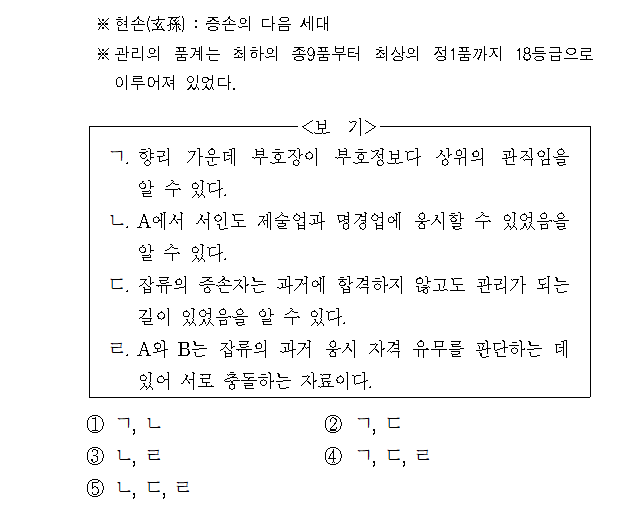 ※ 현손(玄孫) : 증손의 다음 세대
※ 관리의 품계는 최하의 종9품부터 최상의 정1품까지 18등급으로
이루어져 있었다.
<보 기>
ㄱ. 향리 가운데 부호장이 부호정보다 상위의 관직임을
알 수 있다.
ㄴ. A에서 서인도 제술업과 명경업에 응시할 수 있었음을
알 수 있다.
ㄷ. 잡류의 증손자는 과거에 합격하지 않고도 관리가 되는
길이 있었음을 알 수 있다.
ㄹ. A와 B는 잡류의 과거 응시 자격 유무를 판단하는 데
있어 서로 충돌하는 자료이다.
① ㄱ, ㄴ ② ㄱ, ㄷ
③ ㄴ, ㄹ ④ ㄱ, ㄷ, ㄹ
⑤ ㄴ, ㄷ, ㄹ